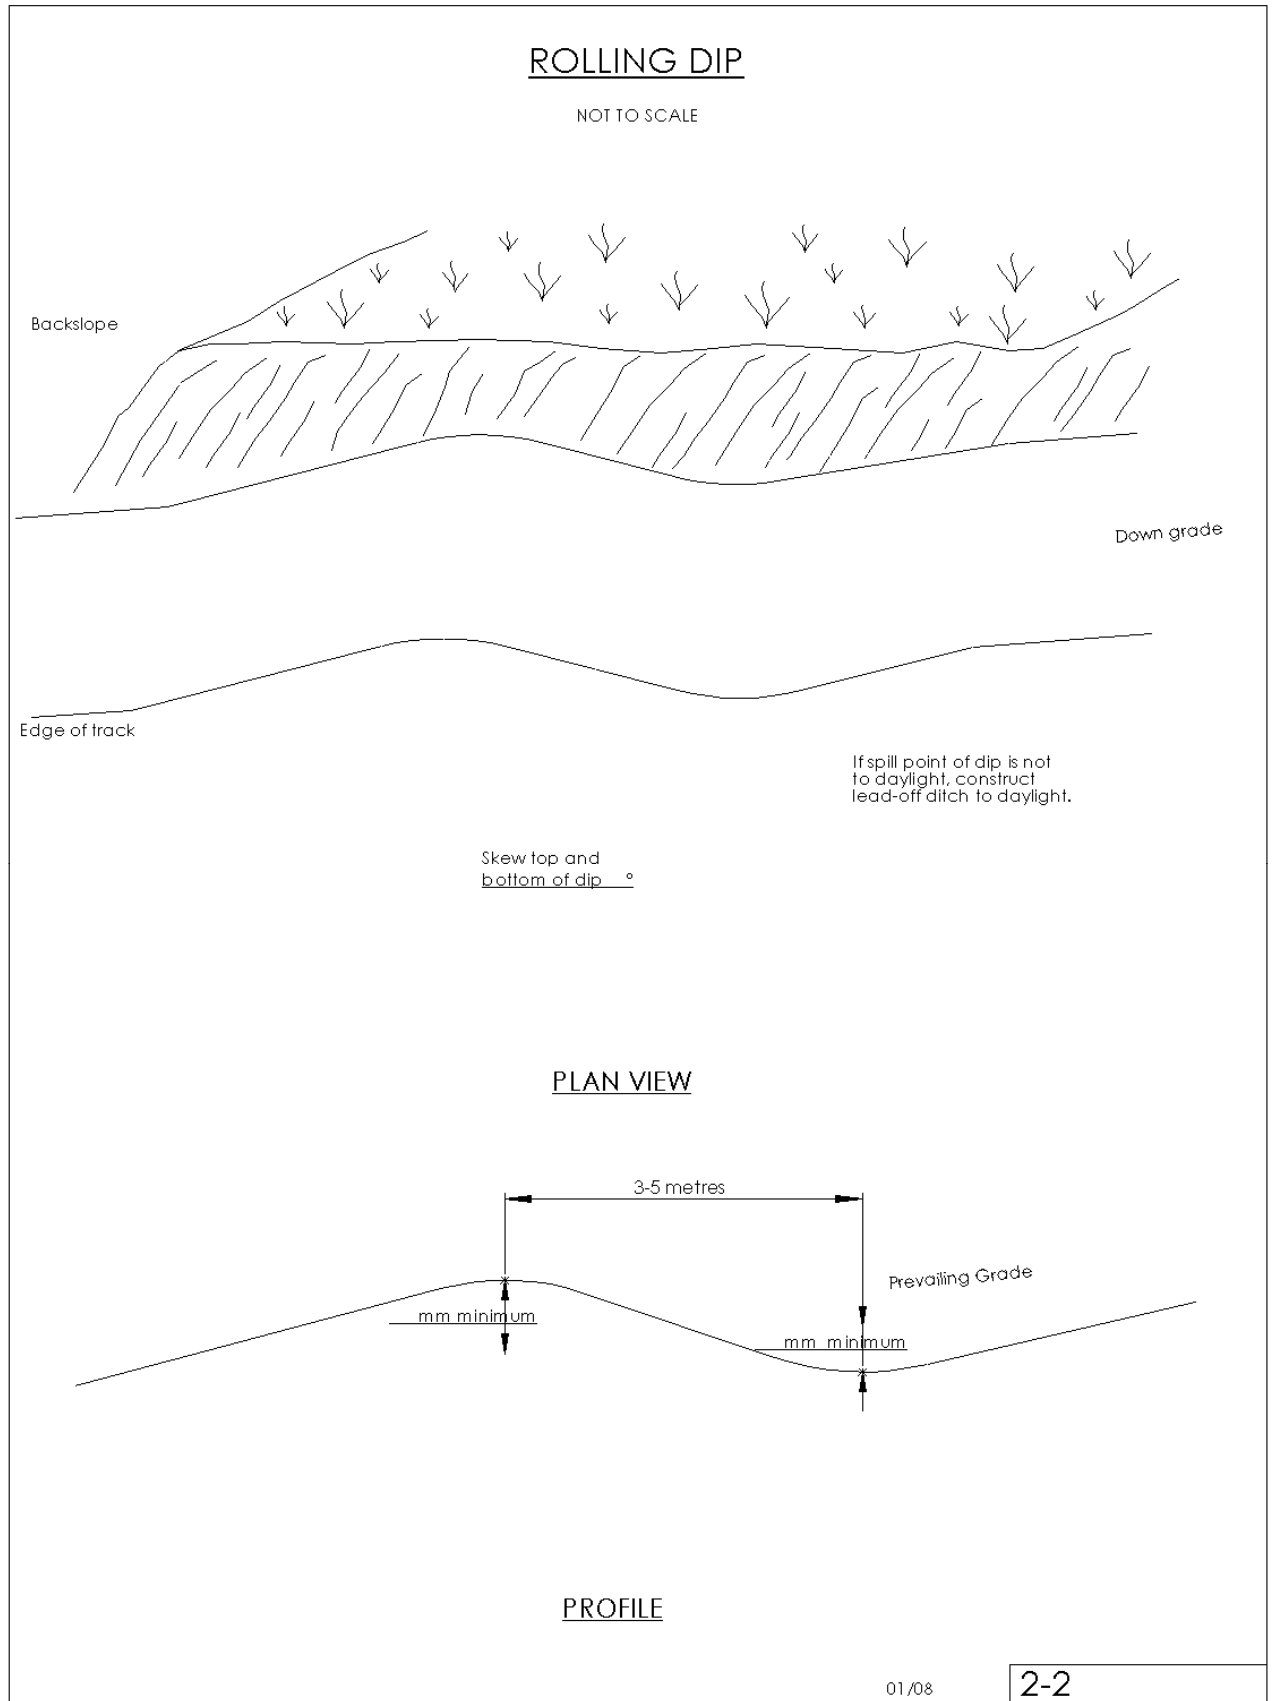 ROLLING DIP
NOT TO SCALE
Backslope
Down grade
Edge of track
If spill point of dip is not
to daylight, construct
lead-off ditch to daylight.
Skew top and
bottom of dip °
PLAN VIEW
3-5 metres
Prevailing Grade
mm minimum
mm minimum
PROFILE
01/08
2-2